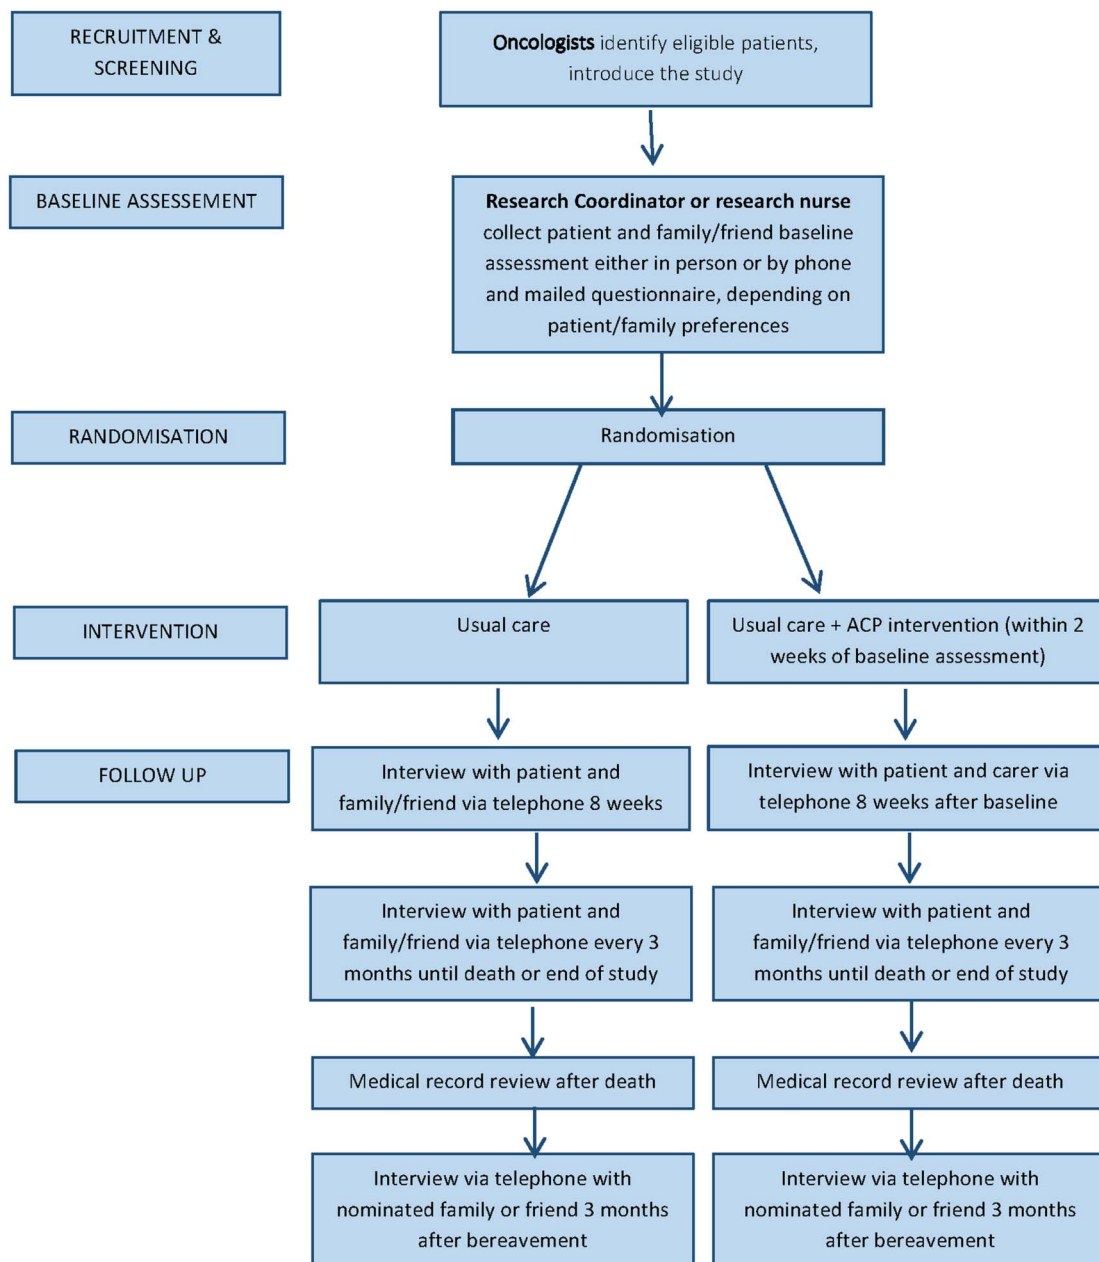 RECRUITMENT &
SCREENING
Oncologists identify eligible patients,
introduce the study
BASELINE ASSESSEMENT
Research Coordinator or research nurse
collect patient and family/friend baseline
assessment either in person or by phone
and mailed questionnaire, depending on
patient/family preferences
RANDOMISATION
Randomisation
INTERVENTION
Usual care
Usual care + ACP intervention (within 2
weeks of baseline assessment)
FOLLOW UP
Interview with patient and
family/friend via telephone 8 weeks
Interview with patient and carer via
telephone 8 weeks after baseline
Interview with patient and
family/friend via telephone every 3
months until death or end of study
Interview with patient and
family/friend via telephone every 3
months until death or end of study
Medical record review after death
Medical record review after death
Interview via telephone with
nominated family or friend 3 months
after bereavement
Interview via telephone with
nominated family or friend 3 months
after bereavement